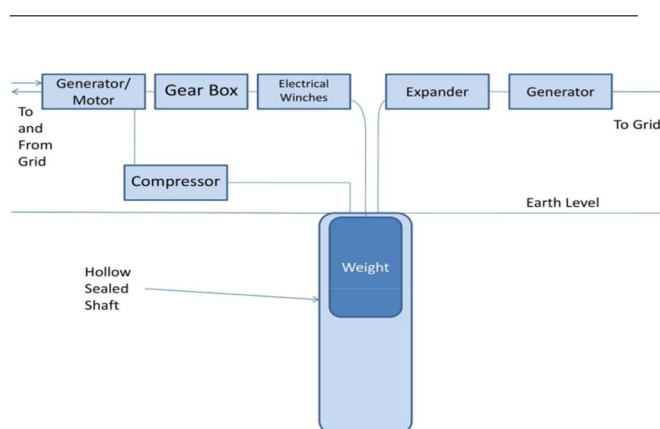 Generator/
Motor
Gear Box
Electrical
Winches
Expander
Generator
To
and
From
Grid
To Grid
Compressor
Earth Level
Hollow
Sealed
Shaft
Weight